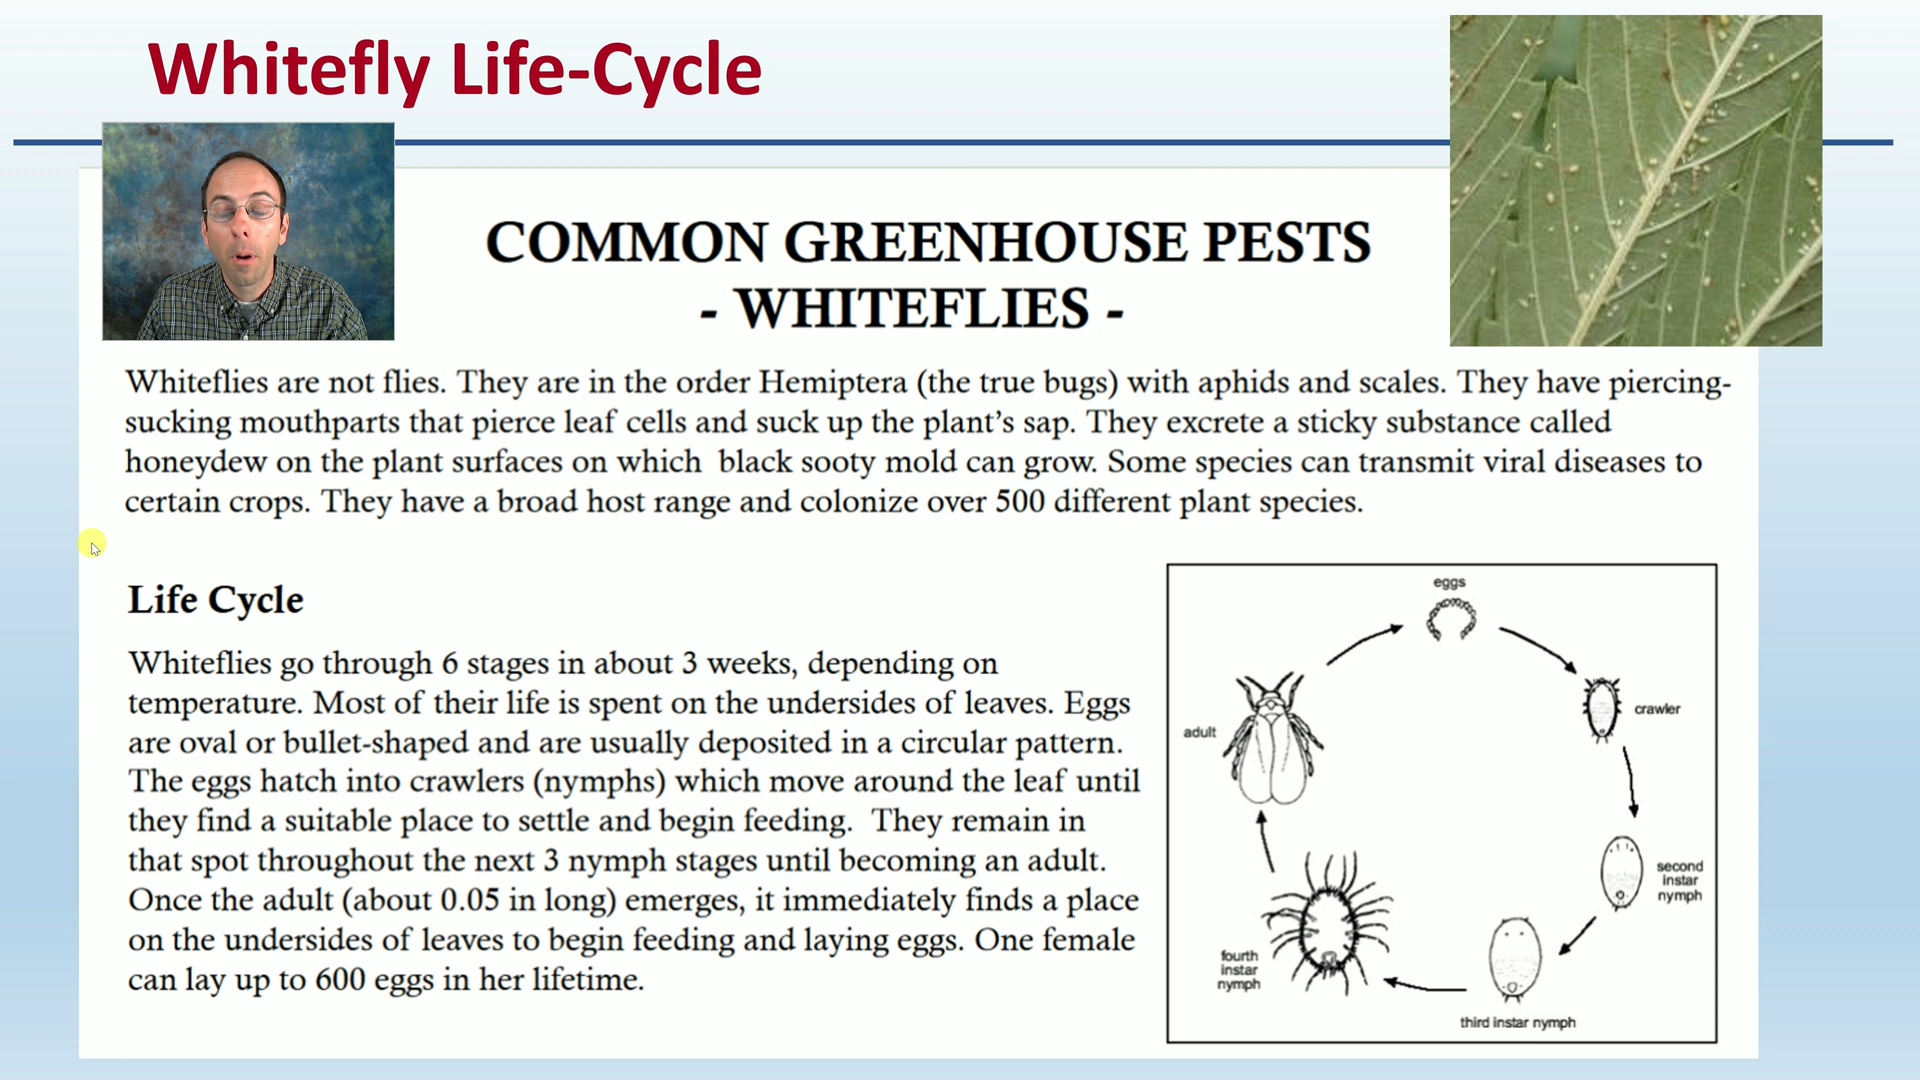 Whitefly Life-Cycle
COMMON GREENHOUSE PESTS
- WHITEFLIES -
Whiteflies are not flies. They are in the order Hemiptera (the true bugs) with aphids and scales. They have piercing-
sucking mouthparts that pierce leaf cells and suck up the plant’s sap. They excrete a sticky substance called
honeydew on the plant surfaces on which black sooty mold can grow. Some species can transmit viral diseases to
certain crops. They have a broad host range and colonize over 500 different plant species.
Life Cycle
Whiteflies go through 6 stages in about 3 weeks, depending on
temperature. Most of their life is spent on the undersides of leaves. Eggs
are oval or bullet-shaped and are usually deposited in a circular pattern.
The eggs hatch into crawlers (nymphs) which move around the leaf until
they find a suitable place to settle and begin feeding. They remain in
that spot throughout the next 3 nymph stages until becoming an adult.
Once the adult (about 0.05 in long) emerges, it immediately finds a place
on the undersides of leaves to begin feeding and laying eggs. One female
can lay up to 600 eggs in her lifetime.
eggs
crawler
adult
second
instar
nymph
fourth
instar
nymph
third instar nymph